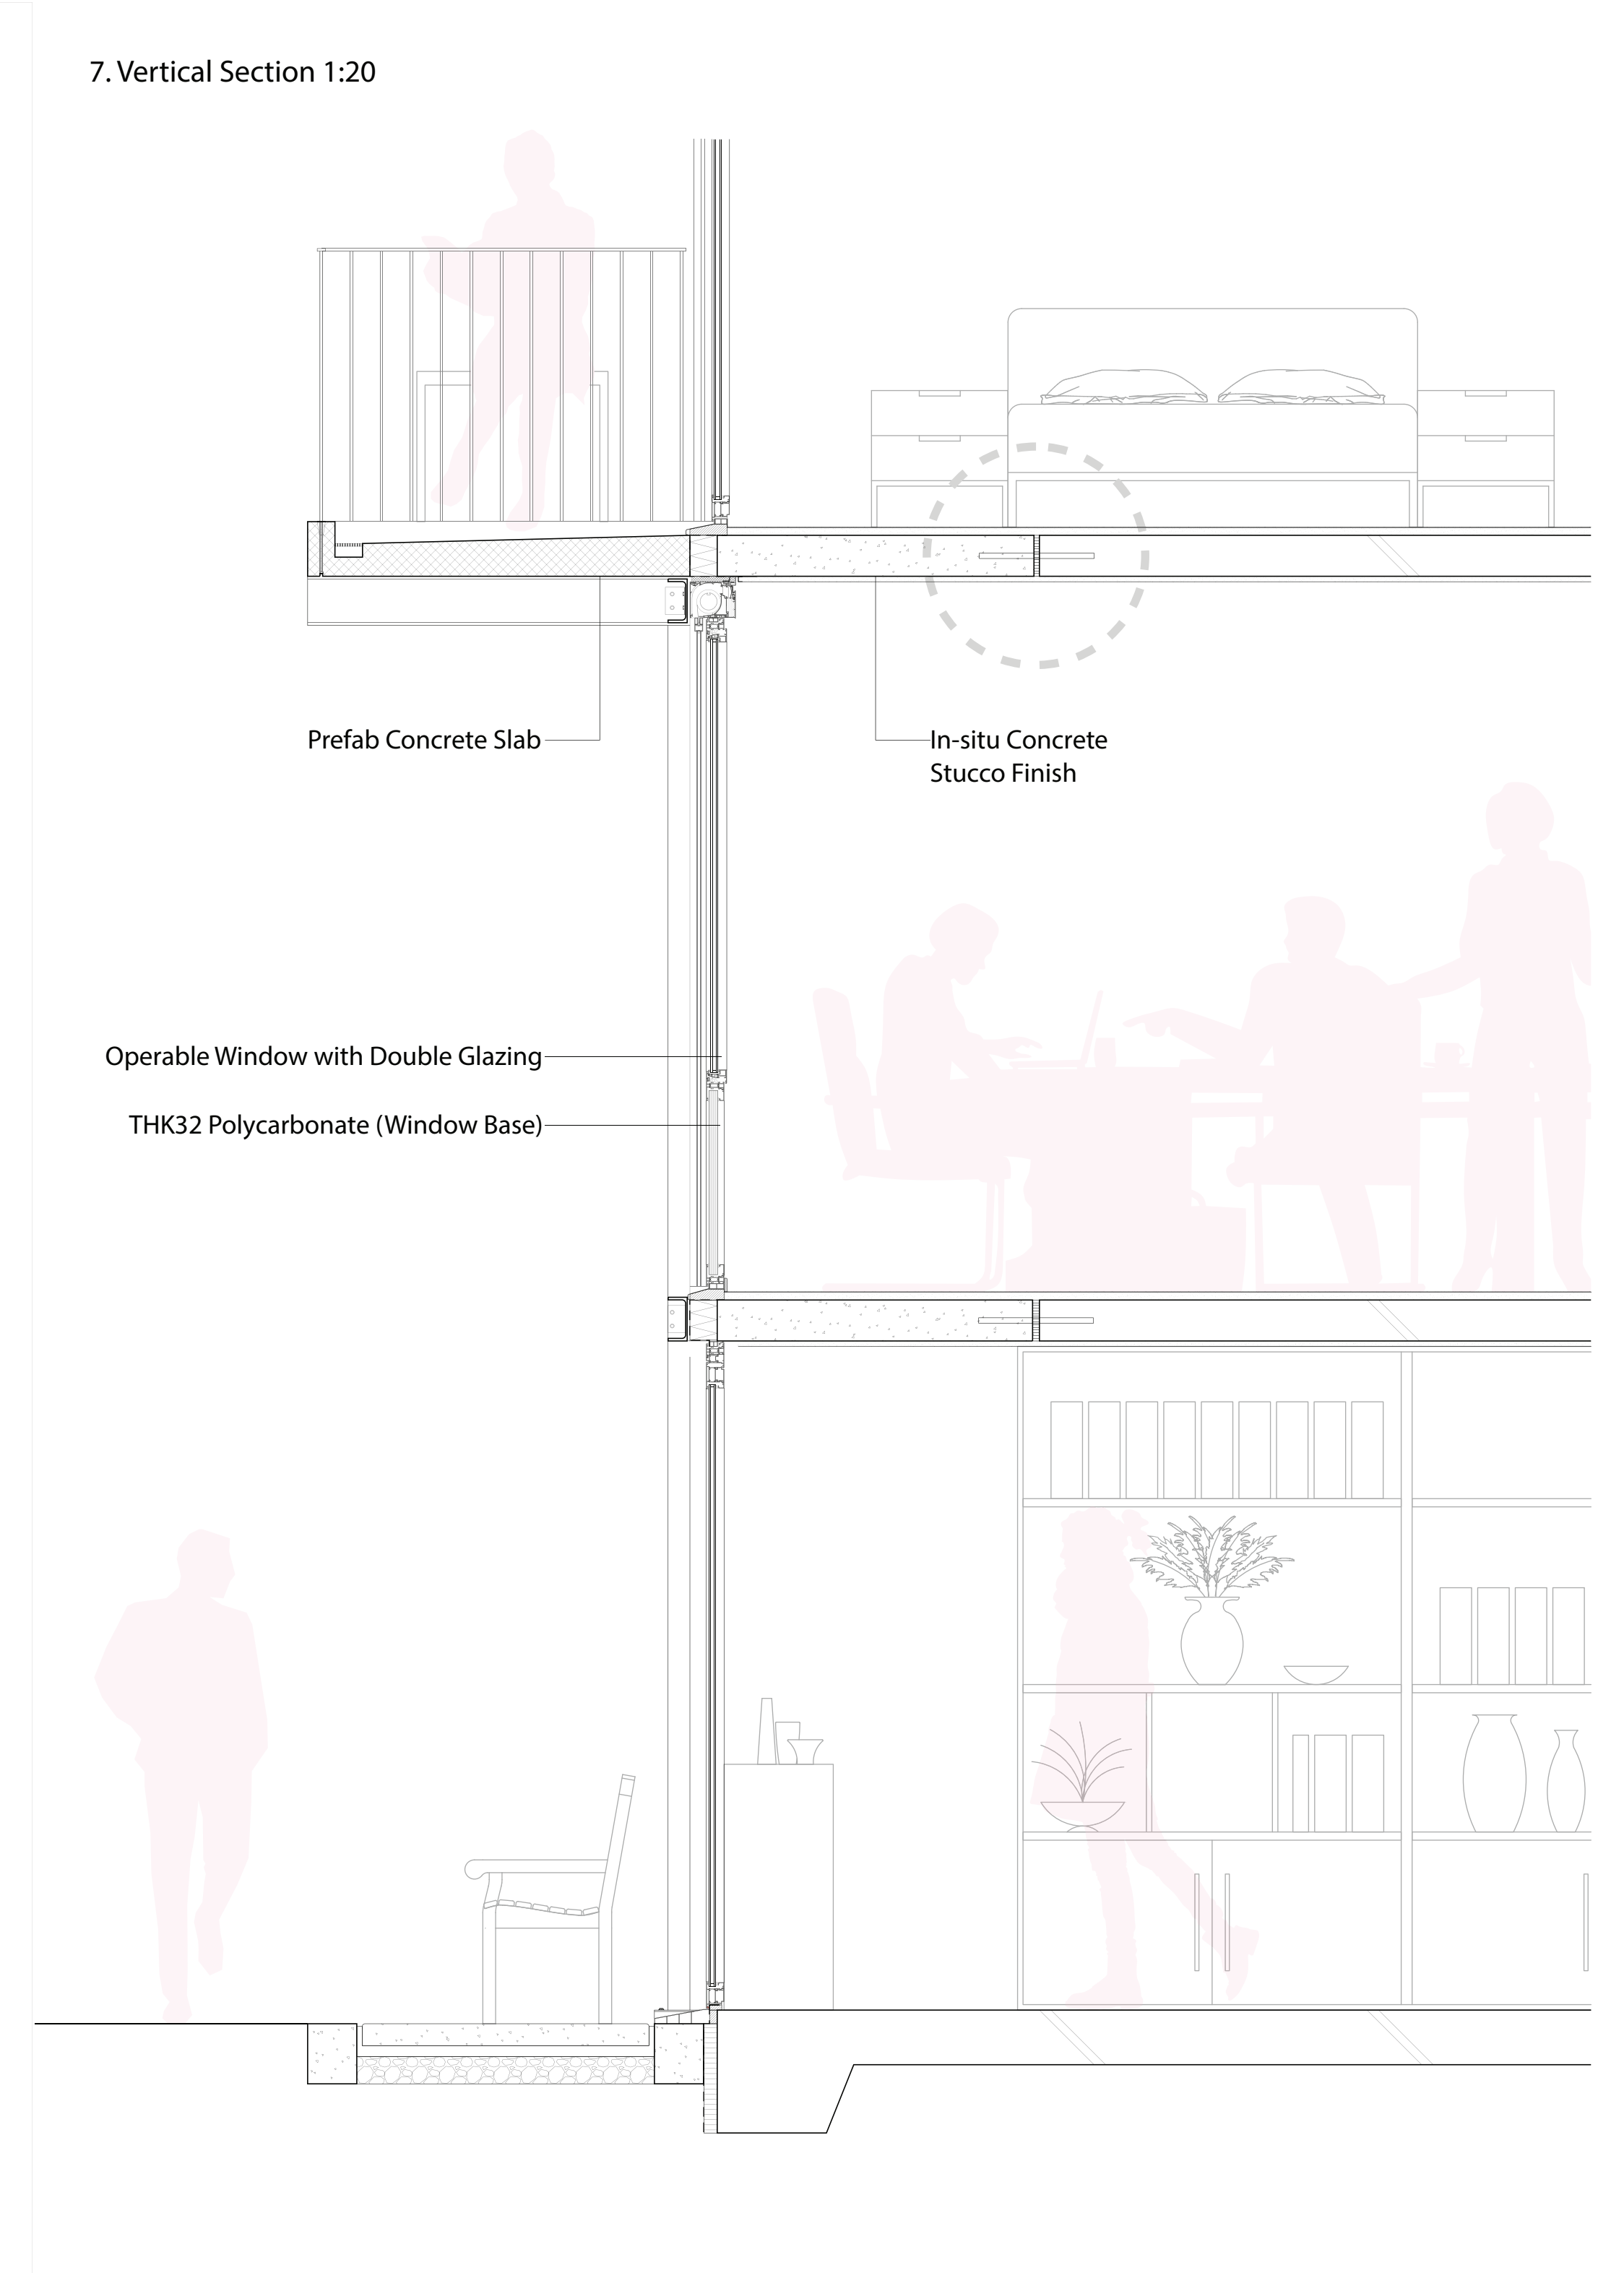 7. Vertical Section 1:20
Prefab Concrete Slab
In-situ Concrete
Stucco Finish
Operable Window with Double Glazing
THK32 Polycarbonate (Window Base)